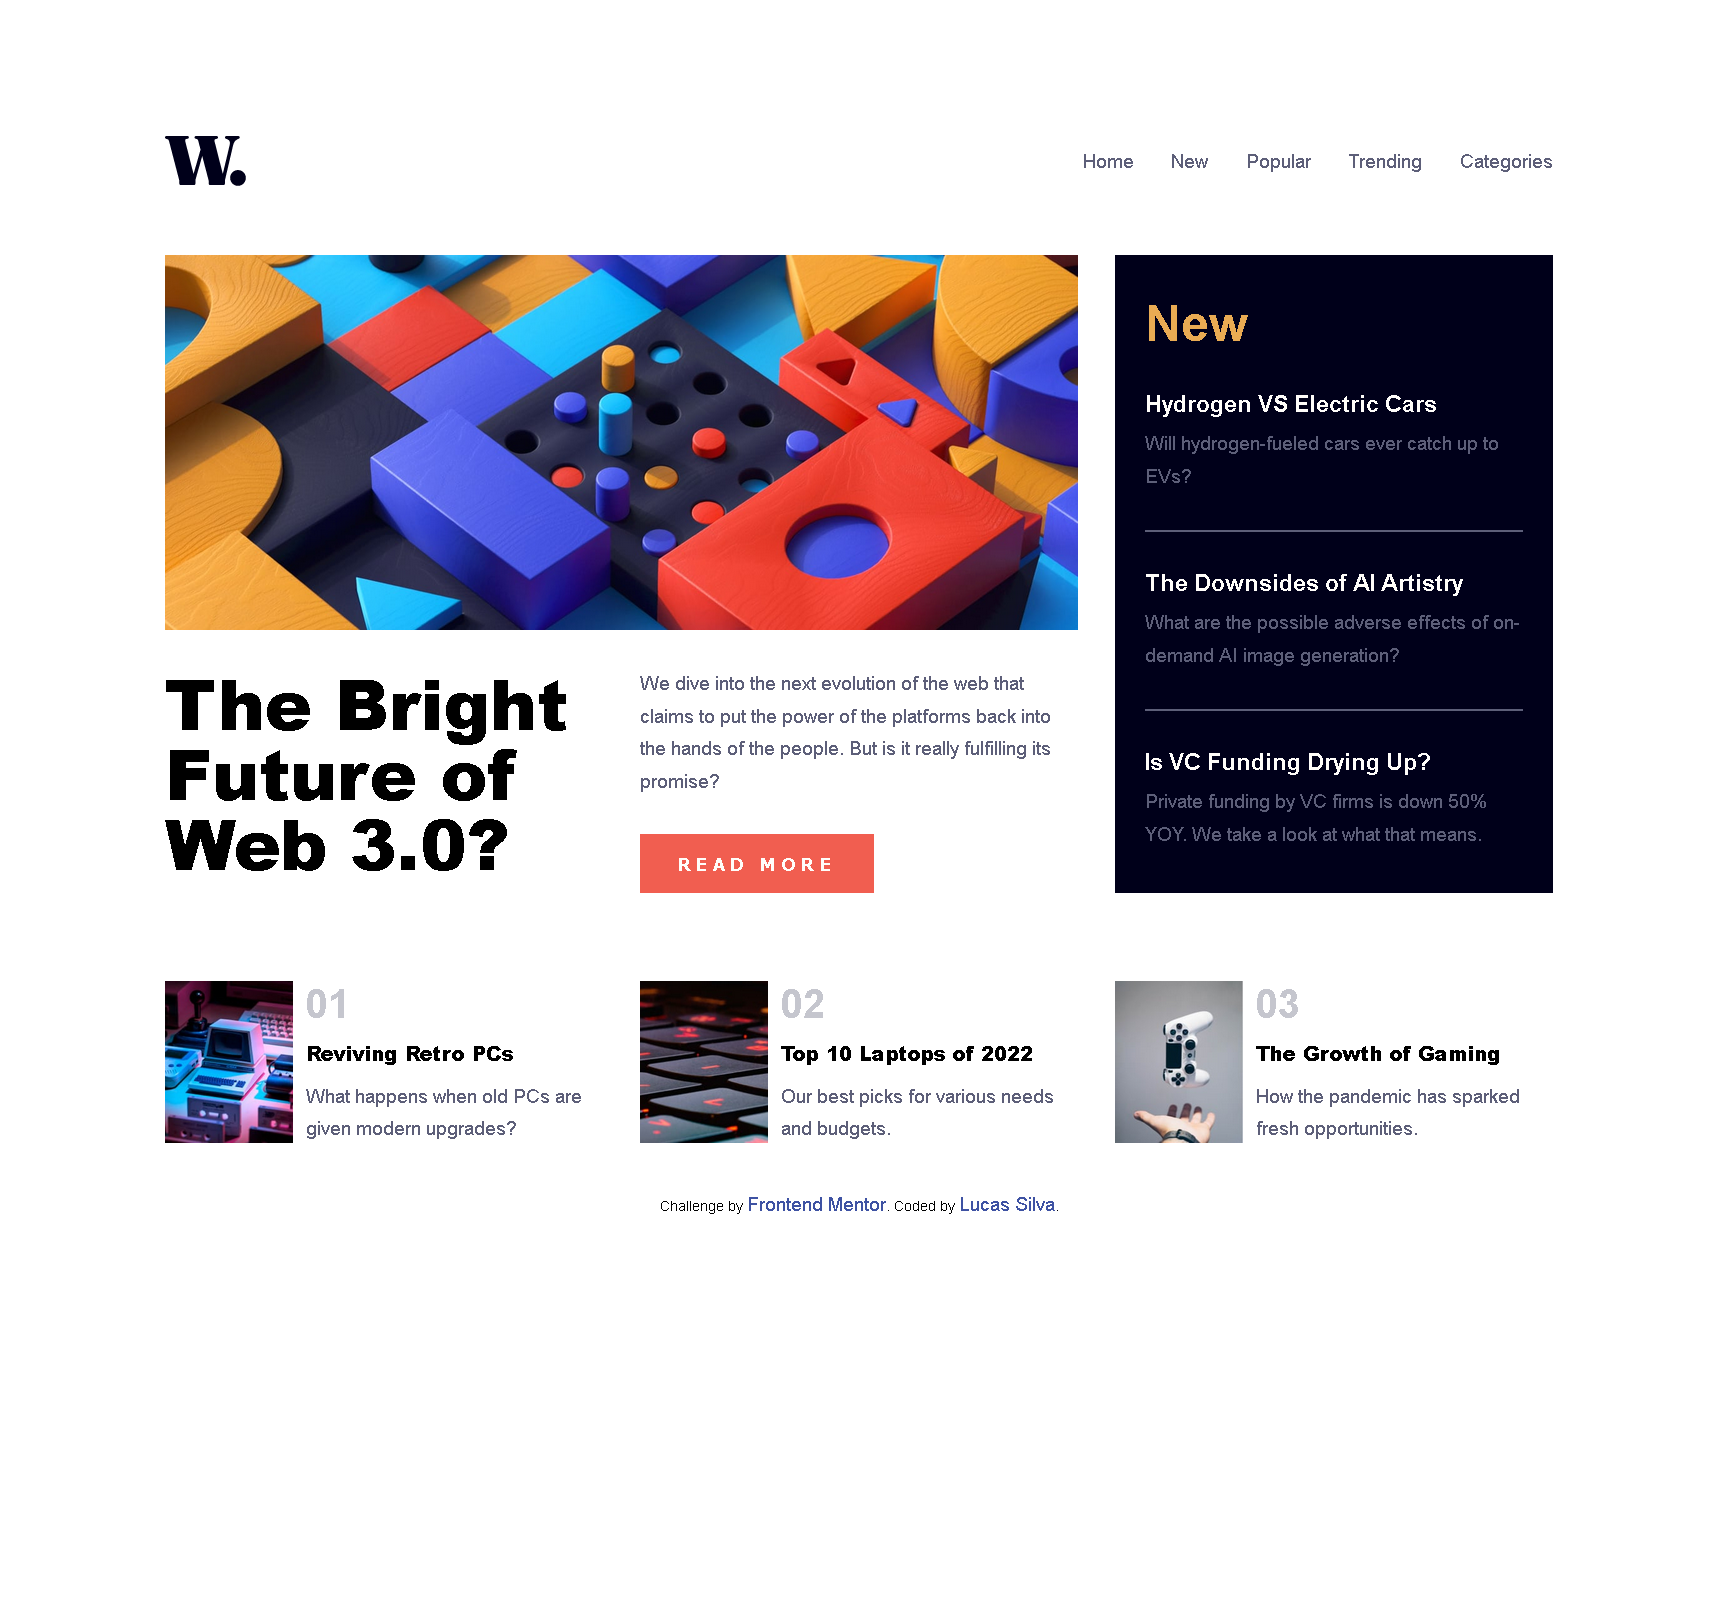 W.
Home New Popular Trending Categories
New
Hydrogen VS Electric Cars
Will hydrogen-fueled cars ever catch up to
EVs?
The Downsides of AI Artistry
What are the possible adverse effects of on-
demand AI image generation?
Is VC Funding Drying Up?
Private funding by VC firms is down 50%
YOY. We take a look at what that means.
The Bright
Future of
Web 3.0?
We dive into the next evolution of the web that
claims to put the power of the platforms back into
the hands of the people. But is it really fulfilling its
promise?
READ MORE
01
Reviving Retro PCs
What happens when old PCs are
given modern upgrades?
02
Top 10 Laptops of 2022
Our best picks for various needs
and budgets.
03
The Growth of Gaming
How the pandemic has sparked
fresh opportunities.
Challenge by Frontend Mentor. Coded by Lucas Silva.